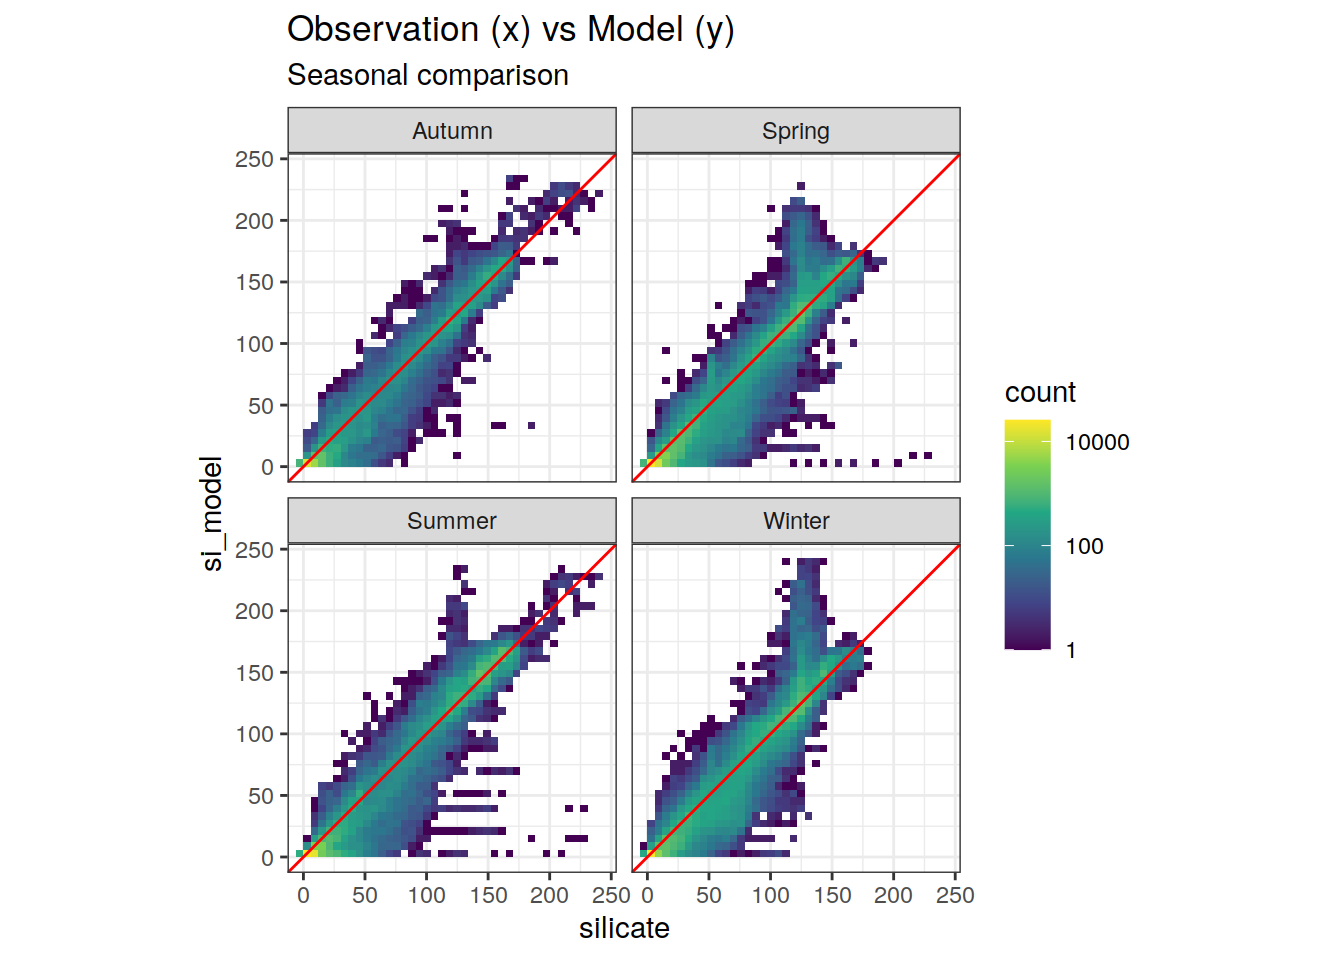 Observation (x) vs Model (y)
Seasonal comparison
Autumn
Spring
250
200
150
100
50
0
Summer
Winter
250
200
150
100
50
0
0 50 100 150 200 250
0 50 100 150 200 250
silicate
si_model
count
10000
100
1